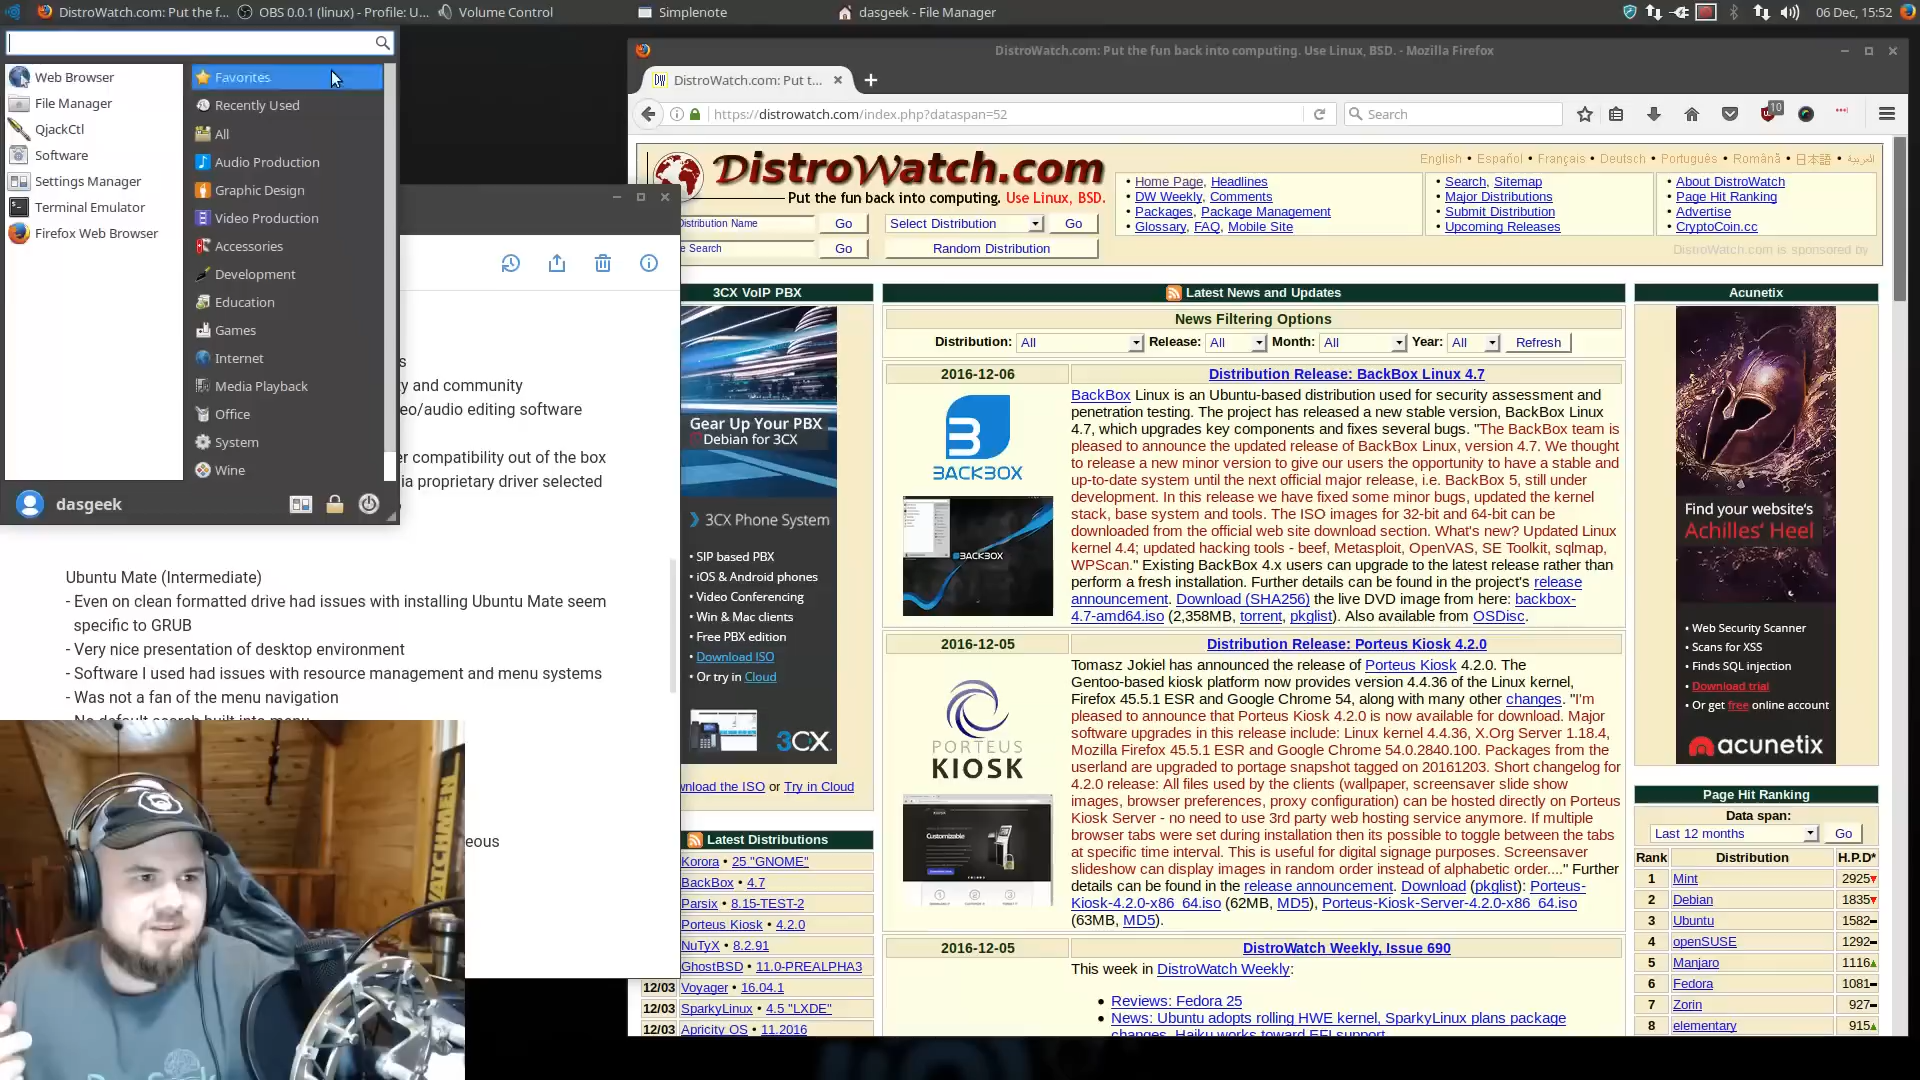 DistroWatch.com: Put the f...
OBS 0.0.1 (linux) - Profile: U...
Volume Control
Simplenote
dasgeek - File Manager
06 Dec, 15:52
Web Browser
File Manager
QjackCtl
Software
Settings Manager
Terminal Emulator
Firefox Web Browser
Favorites
Recently Used
All
Audio Production
Graphic Design
Video Production
Accessories
Development
Education
Games
Internet
Media Playback
Office
System
Wine
dasgeek
s
y and community
eo/audio editing software
r compatibility out of the box
ia proprietary driver selected
Ubuntu Mate (Intermediate)
- Even on clean formatted drive had issues with installing Ubuntu Mate seem
specific to GRUB
- Very nice presentation of desktop environment
- Software I used had issues with resource management and menu systems
- Was not a fan of the menu navigation
- No default search built into menu
eous
DistroWatch.com: Put the fun back into computing. Use Linux, BSD. - Mozilla Firefox
DistroWatch.com: Put t...
https://distrowatch.com/index.php?dataspan=52
Search
10
DistroWatch.com
Put the fun back into computing. Use Linux, BSD.
English • Español • Français • Deutsch • Português • Română • 日本語 • العربية
• Home Page, Headlines
• DW Weekly, Comments
• Packages, Package Management
• Glossary, FAQ, Mobile Site
• Search, Sitemap
• Major Distributions
• Submit Distribution
• Upcoming Releases
• About DistroWatch
• Page Hit Ranking
• Advertise
• CryptoCoin.cc
istribution Name Go Select Distribution Go
e Search Go Random Distribution
DistroWatch.com is sponsored by
3CX VoIP PBX
Gear Up Your PBX
Debian for 3CX
3CX Phone System
• SIP based PBX
• iOS & Android phones
• Video Conferencing
• Win & Mac clients
• Free PBX edition
• Download ISO
• Or try in Cloud
3CX
wnload the ISO or Try in Cloud
Latest Distributions
Korora • 25 "GNOME"
BackBox • 4.7
Parsix • 8.15-TEST-2
Porteus Kiosk • 4.2.0
NuTyX • 8.2.91
GhostBSD • 11.0-PREALPHA3
12/03 Voyager • 16.04.1
12/03 SparkyLinux • 4.5 "LXDE"
12/03 Apricity OS • 11.2016
Latest News and Updates
News Filtering Options
Distribution: All Release: All Month: All Year: All Refresh
2016-12-06 Distribution Release: BackBox Linux 4.7
BACKBOX
BACKBOX
BackBox Linux is an Ubuntu-based distribution used for security assessment and
penetration testing. The project has released a new stable version, BackBox Linux
4.7, which upgrades key components and fixes several bugs. "The BackBox team is
pleased to announce the updated release of BackBox Linux, version 4.7. We thought
to release a new minor version to give our users the opportunity to have a stable and
up-to-date system until the next official major release, i.e. BackBox 5, still under
development. In this release we have fixed some minor bugs, updated the kernel
stack, base system and tools. The ISO images for 32-bit and 64-bit can be
downloaded from the official web site download section. What's new? Updated Linux
kernel 4.4; updated hacking tools - beef, Metasploit, OpenVAS, SE Toolkit, sqlmap,
WPScan." Existing BackBox 4.x users can upgrade to the latest release rather than
perform a fresh installation. Further details can be found in the project's release
announcement. Download (SHA256) the live DVD image from here: backbox-
4.7-amd64.iso (2,358MB, torrent, pkglist). Also available from OSDisc.
2016-12-05 Distribution Release: Porteus Kiosk 4.2.0
PORTEUS
KIOSK
Customizable
Tomasz Jokiel has announced the release of Porteus Kiosk 4.2.0. The
Gentoo-based kiosk platform now provides version 4.4.36 of the Linux kernel,
Firefox 45.5.1 ESR and Google Chrome 54, along with many other changes. "I'm
pleased to announce that Porteus Kiosk 4.2.0 is now available for download. Major
software upgrades in this release include: Linux kernel 4.4.36, X.Org Server 1.18.4,
Mozilla Firefox 45.5.1 ESR and Google Chrome 54.0.2840.100. Packages from the
userland are upgraded to portage snapshot tagged on 20161203. Short changelog for
4.2.0 release: All files used by the clients (wallpaper, screensaver slide show
images, browser preferences, proxy configuration) can be hosted directly on Porteus
Kiosk Server - no need to use 3rd party web hosting service anymore. If multiple
browser tabs were set during installation then its possible to toggle between the tabs
at specific time interval. This is useful for digital signage purposes. Screensaver
slideshow can display images in random order instead of alphabetic order...." Further
details can be found in the release announcement. Download (pkglist): Porteus-
Kiosk-4.2.0-x86_64.iso (62MB, MD5), Porteus-Kiosk-Server-4.2.0-x86_64.iso
(63MB, MD5).
2016-12-05 DistroWatch Weekly, Issue 690
This week in DistroWatch Weekly:
• Reviews: Fedora 25
• News: Ubuntu adopts rolling HWE kernel, SparkyLinux plans package
changes, Haiku works toward EFI support
Acunetix
Find your website's
Achilles' Heel
• Web Security Scanner
• Scans for XSS
• Finds SQL injection
• Download trial
• Or get free online account
acunetix
Page Hit Ranking
Data span:
Last 12 months Go
Rank Distribution H.P.D*
1 Mint 2925
2 Debian 1835
3 Ubuntu 1582
4 openSUSE 1292
5 Manjaro 1116
6 Fedora 1081
7 Zorin 927
8 elementary 915